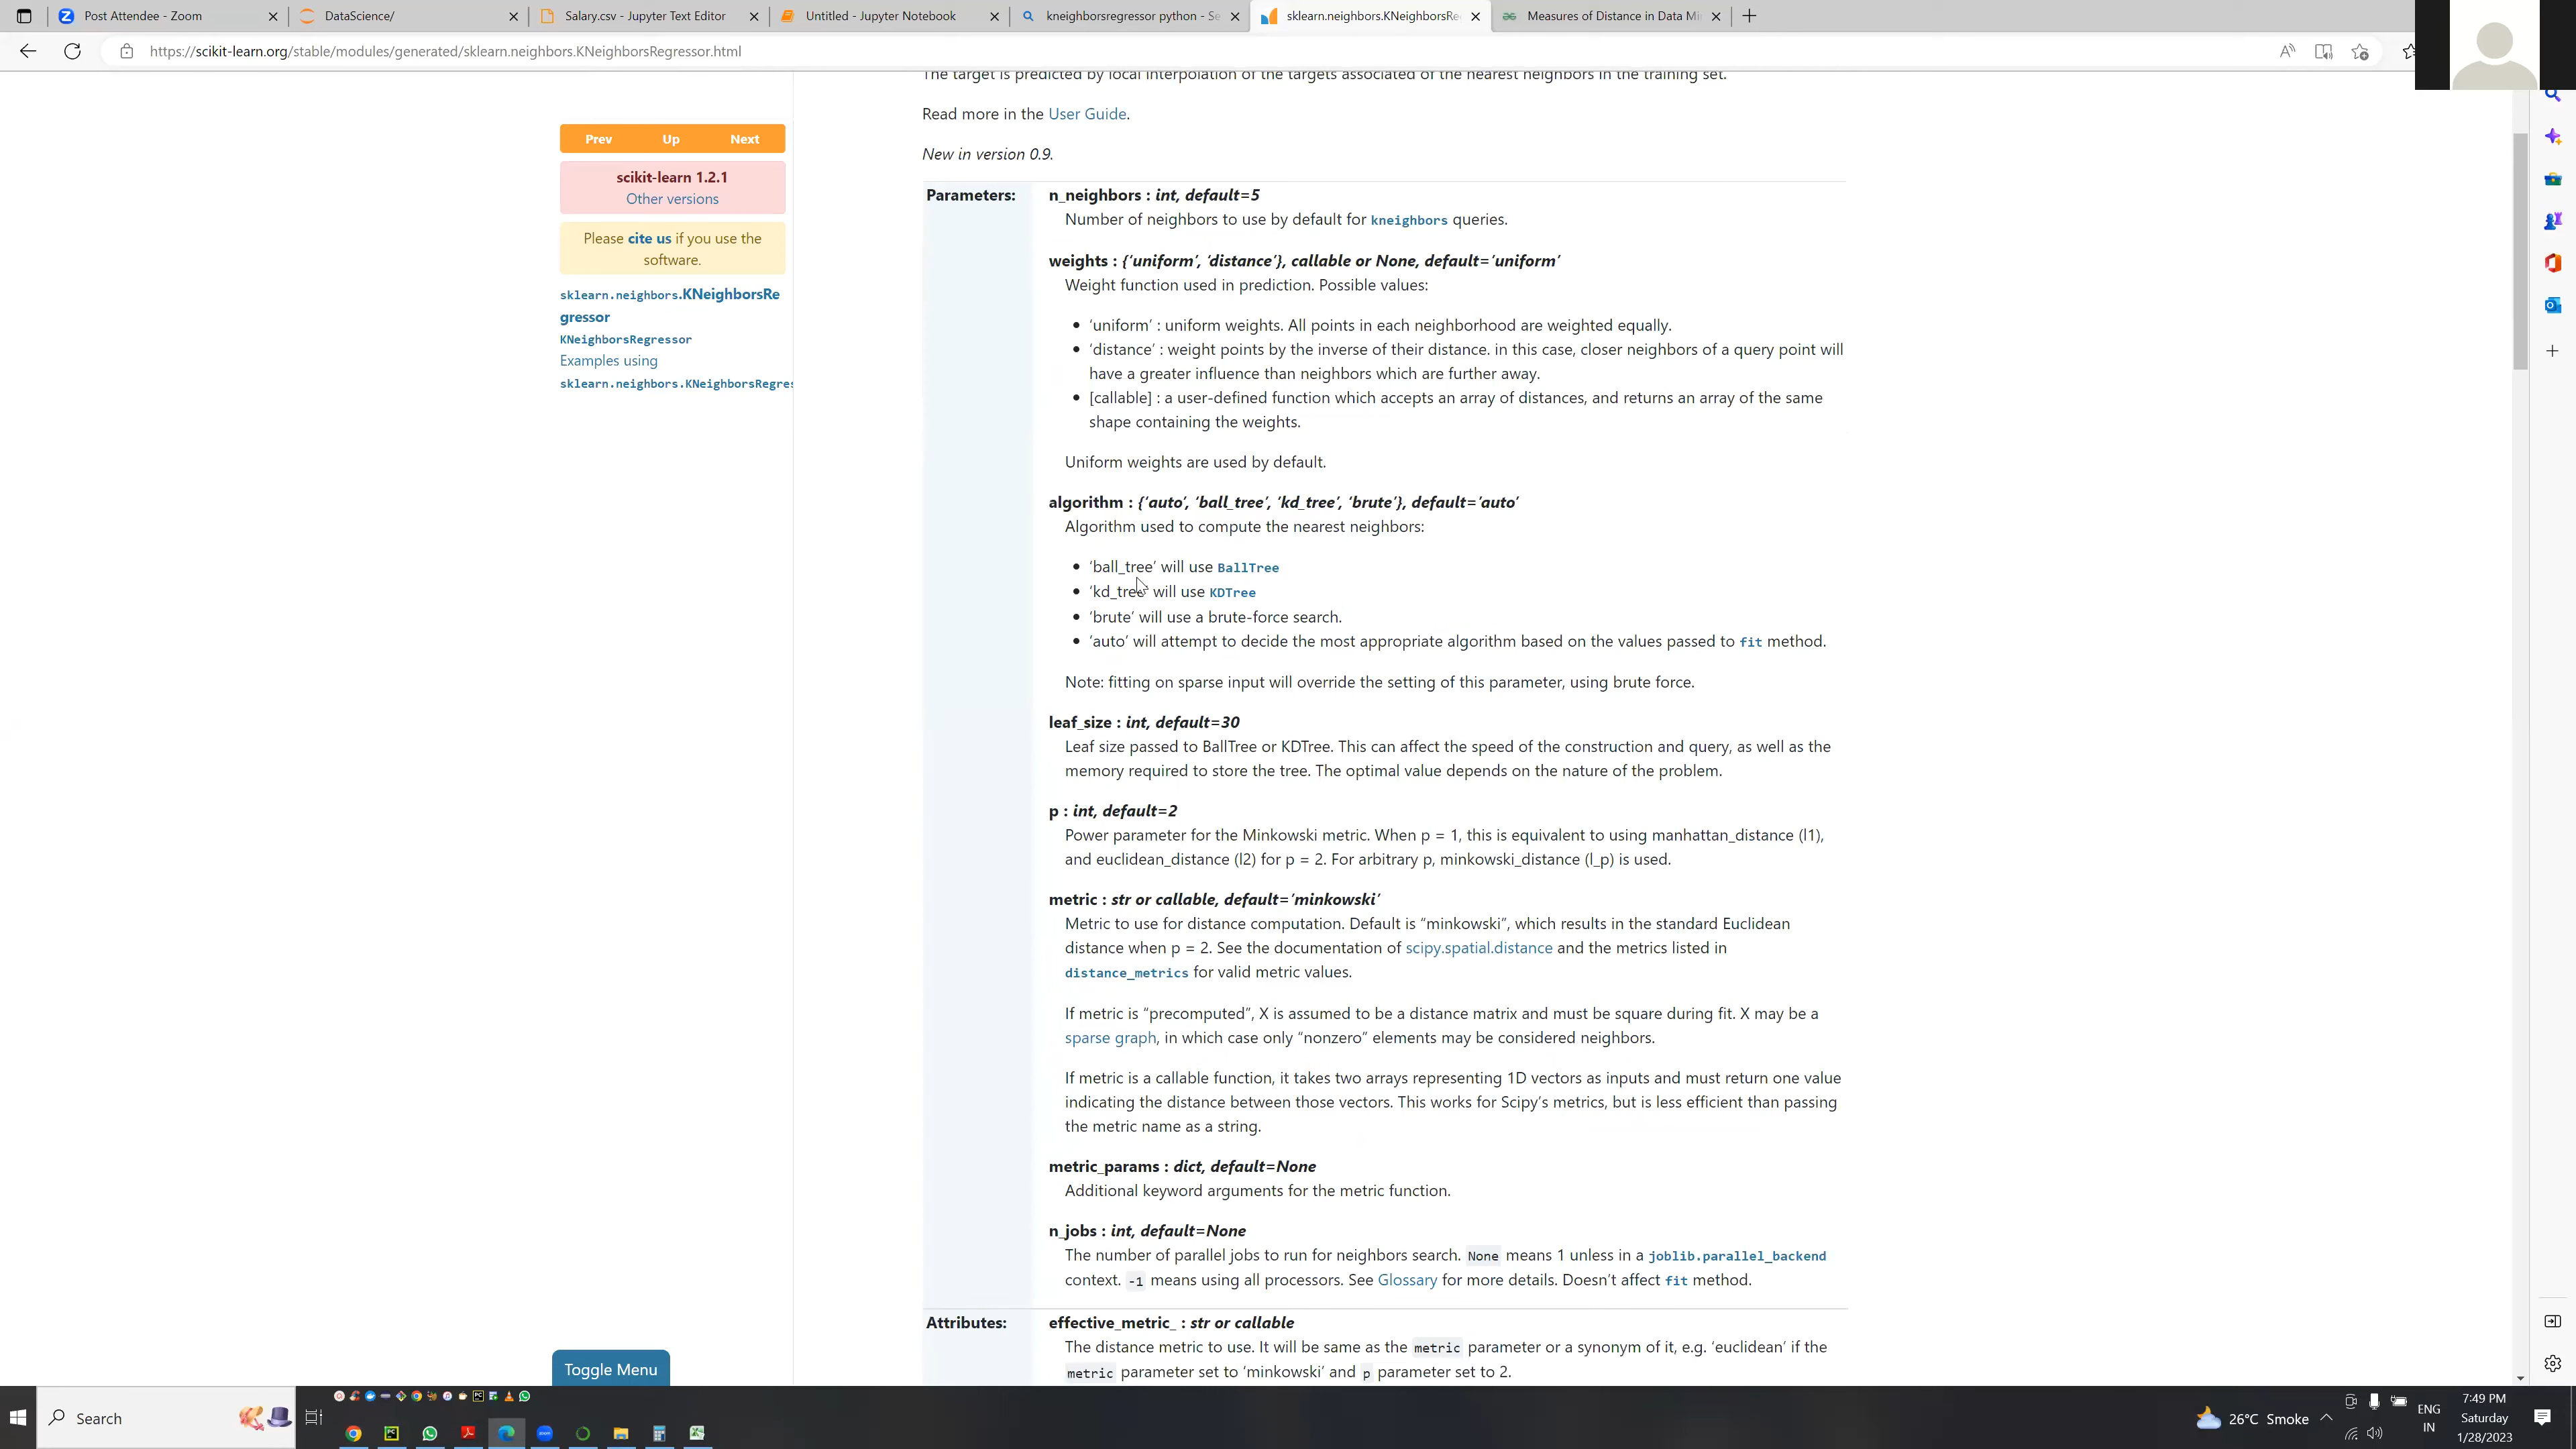 Post Attendee - Zoom
DataScience/
Salary.csv - Jupyter Text Editor
Untitled - Jupyter Notebook
kneighborsregressor python - Se
sklearn.neighbors.KNeighborsRe
Measures of Distance in Data Mi
https://scikit-learn.org/stable/modules/generated/sklearn.neighbors.KNeighborsRegressor.html
The target is predicted by local interpolation of the targets associated of the nearest neighbors in the training set.
Read more in the User Guide.
New in version 0.9.
Prev Up Next
scikit-learn 1.2.1
Other versions
Please cite us if you use the
software.
sklearn.neighbors.KNeighborsRe
gressor
KNeighborsRegressor
Examples using
sklearn.neighbors.KNeighborsRegres
Parameters:
n_neighbors : int, default=5
Number of neighbors to use by default for kneighbors queries.
weights : {‘uniform’, ‘distance’}, callable or None, default=’uniform’
Weight function used in prediction. Possible values:
• ‘uniform’ : uniform weights. All points in each neighborhood are weighted equally.
• ‘distance’ : weight points by the inverse of their distance. in this case, closer neighbors of a query point will
have a greater influence than neighbors which are further away.
• [callable] : a user-defined function which accepts an array of distances, and returns an array of the same
shape containing the weights.
Uniform weights are used by default.
algorithm : {‘auto’, ‘ball_tree’, ‘kd_tree’, ‘brute’}, default=’auto’
Algorithm used to compute the nearest neighbors:
• ‘ball_tree’ will use BallTree
• ‘kd_tree’ will use KDTree
• ‘brute’ will use a brute-force search.
• ‘auto’ will attempt to decide the most appropriate algorithm based on the values passed to fit method.
Note: fitting on sparse input will override the setting of this parameter, using brute force.
leaf_size : int, default=30
Leaf size passed to BallTree or KDTree. This can affect the speed of the construction and query, as well as the
memory required to store the tree. The optimal value depends on the nature of the problem.
p : int, default=2
Power parameter for the Minkowski metric. When p = 1, this is equivalent to using manhattan_distance (l1),
and euclidean_distance (l2) for p = 2. For arbitrary p, minkowski_distance (l_p) is used.
metric : str or callable, default=’minkowski’
Metric to use for distance computation. Default is “minkowski”, which results in the standard Euclidean
distance when p = 2. See the documentation of scipy.spatial.distance and the metrics listed in
distance_metrics for valid metric values.
If metric is “precomputed”, X is assumed to be a distance matrix and must be square during fit. X may be a
sparse graph, in which case only “nonzero” elements may be considered neighbors.
If metric is a callable function, it takes two arrays representing 1D vectors as inputs and must return one value
indicating the distance between those vectors. This works for Scipy’s metrics, but is less efficient than passing
the metric name as a string.
metric_params : dict, default=None
Additional keyword arguments for the metric function.
n_jobs : int, default=None
The number of parallel jobs to run for neighbors search. None means 1 unless in a joblib.parallel_backend
context. -1 means using all processors. See Glossary for more details. Doesn’t affect fit method.
Attributes:
effective_metric_ : str or callable
The distance metric to use. It will be same as the metric parameter or a synonym of it, e.g. ‘euclidean’ if the
metric parameter set to ‘minkowski’ and p parameter set to 2.
Toggle Menu
Search
26°C Smoke
ENG
IN
7:49 PM
Saturday
1/28/2023